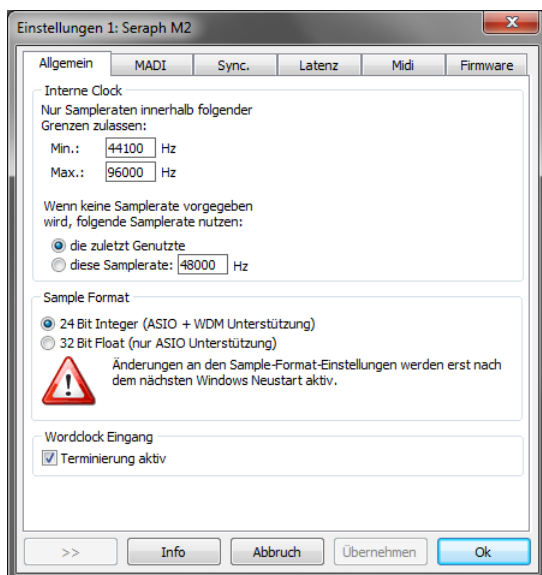 Einstellungen 1: Seraph M2
Allgemein MADI Sync. Latenz Midi Firmware
Interne Clock
Nur Sampleraten innerhalb folgender
Grenzen zulassen:
Min.: 44100 Hz
Max.: 96000 Hz
Wenn keine Samplerate vorgegeben
wird, folgende Samplerate nutzen:
die zuletzt Genutzte
diese Samplerate: 48000 Hz
Sample Format
24 Bit Integer (ASIO + WDM Unterstützung)
32 Bit Float (nur ASIO Unterstützung)
Änderungen an den Sample-Format-Einstellungen werden erst nach
dem nächsten Windows Neustart aktiv.
Wordclock Eingang
Terminierung aktiv
>> Info Abbruch Übernehmen Ok